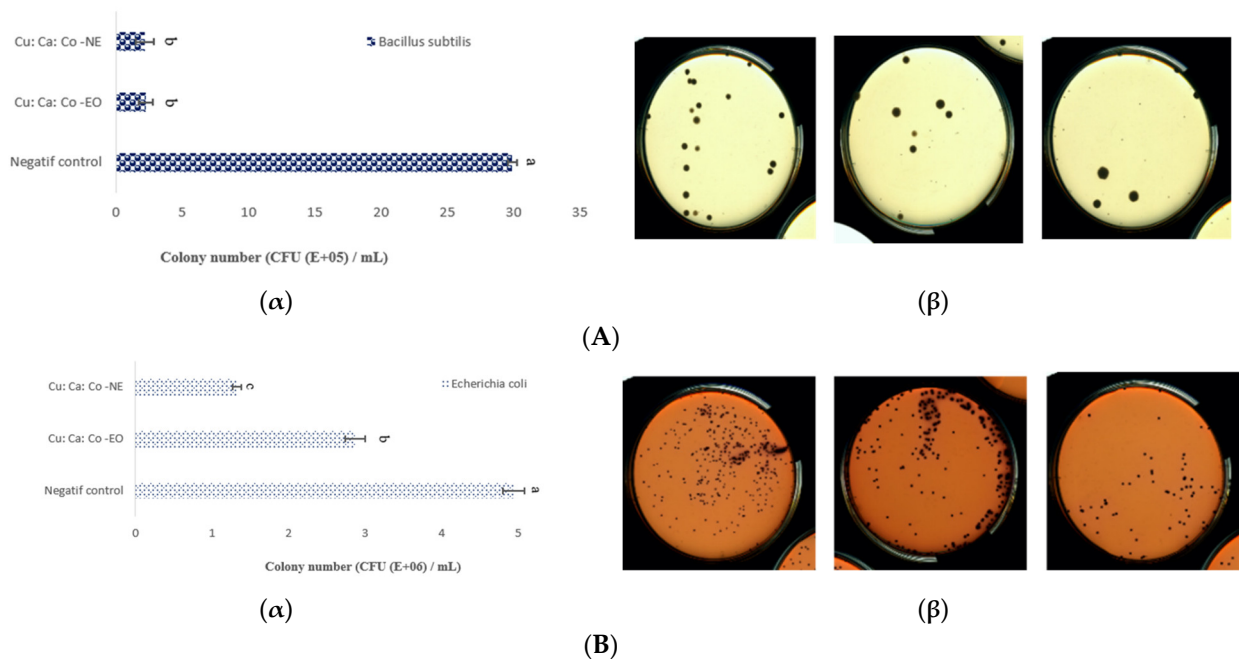 Cu: Ca: Co -NE
b
Bacillus subtilis
Cu: Ca: Co -EO
b
Negatif control
a
0 5 10 15 20 25 30 35
Colony number (CFU (E+05) / mL)
(α) (β)
(A)
Cu: Ca: Co -NE
c
Echerichia coli
Cu: Ca: Co -EO
b
Negatif control
a
0 1 2 3 4 5
Colony number (CFU (E+06) / mL)
(α) (β)
(B)